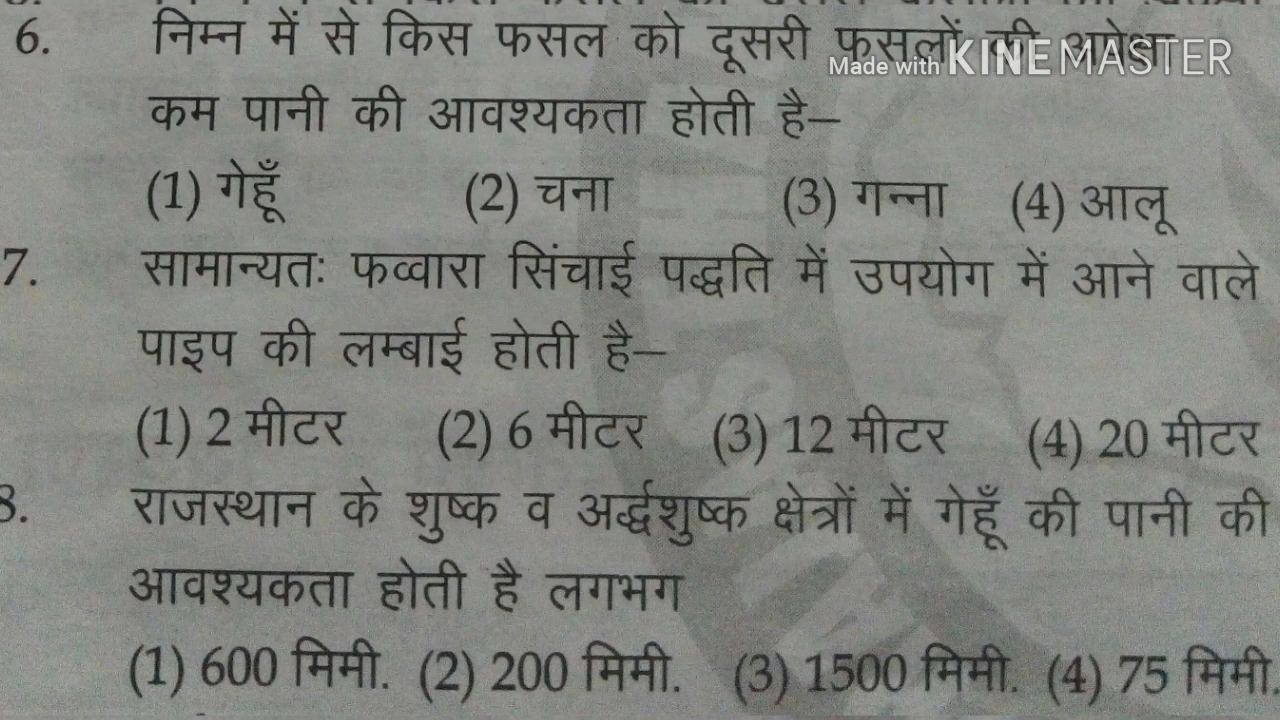 6. निम्न में से किस फसल को दूसरी फसलों की अपेक्षा
Made with KINEMASTER
कम पानी की आवश्यकता होती है–
(1) गेहूँ (2) चना (3) गन्ना (4) आलू
7. सामान्यतः फव्वारा सिंचाई पद्धति में उपयोग में आने वाले
पाइप की लम्बाई होती है–
(1) 2 मीटर (2) 6 मीटर (3) 12 मीटर (4) 20 मीटर
8. राजस्थान के शुष्क व अर्द्धशुष्क क्षेत्रों में गेहूँ की पानी की
आवश्यकता होती है लगभग
(1) 600 मिमी. (2) 200 मिमी. (3) 1500 मिमी. (4) 75 मिमी.